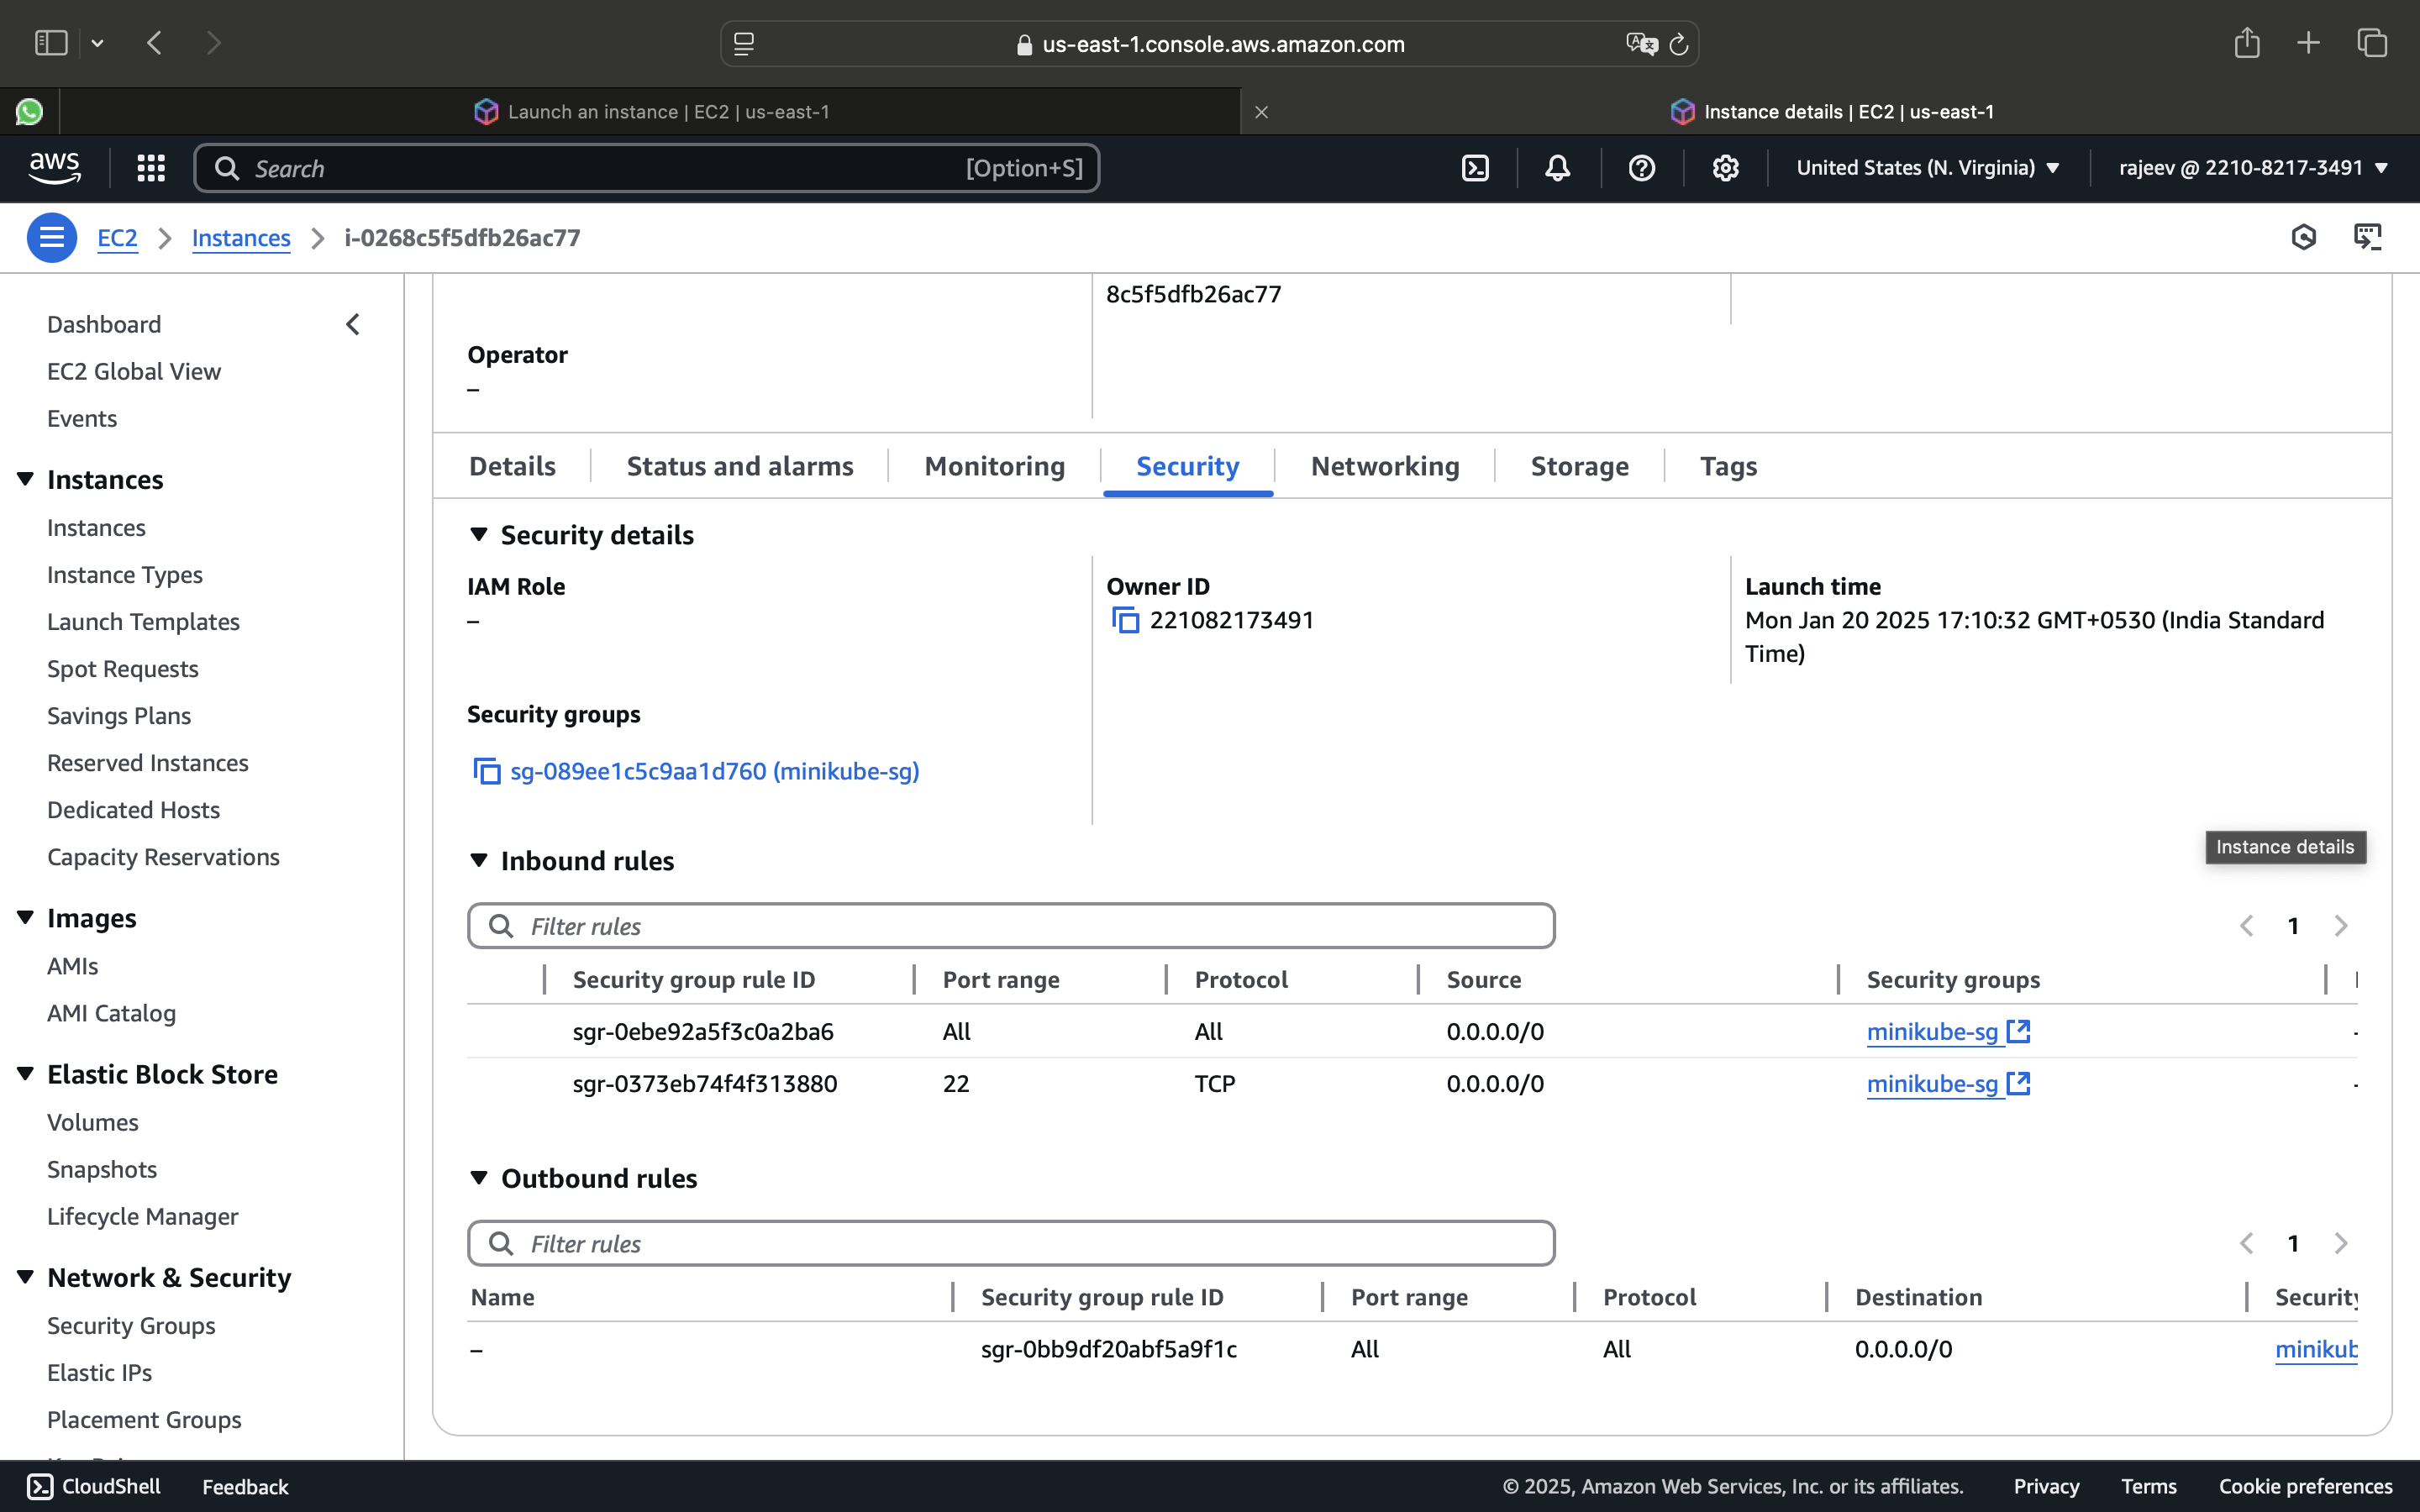 us-east-1.console.aws.amazon.com
Launch an instance | EC2 | us-east-1
Instance details | EC2 | us-east-1
aws
Search
[Option+S]
United States (N. Virginia)
rajeev @ 2210-8217-3491
EC2
Instances
i-0268c5f5dfb26ac77
Dashboard
EC2 Global View
Events
Instances
Instances
Instance Types
Launch Templates
Spot Requests
Savings Plans
Reserved Instances
Dedicated Hosts
Capacity Reservations
Images
AMIs
AMI Catalog
Elastic Block Store
Volumes
Snapshots
Lifecycle Manager
Network & Security
Security Groups
Elastic IPs
Placement Groups
8c5f5dfb26ac77
Operator
–
Details
Status and alarms
Monitoring
Security
Networking
Storage
Tags
Security details
IAM Role
–
Owner ID
221082173491
Launch time
Mon Jan 20 2025 17:10:32 GMT+0530 (India Standard
Time)
Security groups
sg-089ee1c5c9aa1d760 (minikube-sg)
Inbound rules
Instance details
Filter rules
1
Security group rule ID Port range Protocol Source Security groups
sgr-0ebe92a5f3c0a2ba6 All All 0.0.0.0/0 minikube-sg
sgr-0373eb74f4f313880 22 TCP 0.0.0.0/0 minikube-sg
Outbound rules
Filter rules
1
Name Security group rule ID Port range Protocol Destination Security
– sgr-0bb9df20abf5a9f1c All All 0.0.0.0/0 minikub
CloudShell
Feedback
© 2025, Amazon Web Services, Inc. or its affiliates.
Privacy
Terms
Cookie preferences